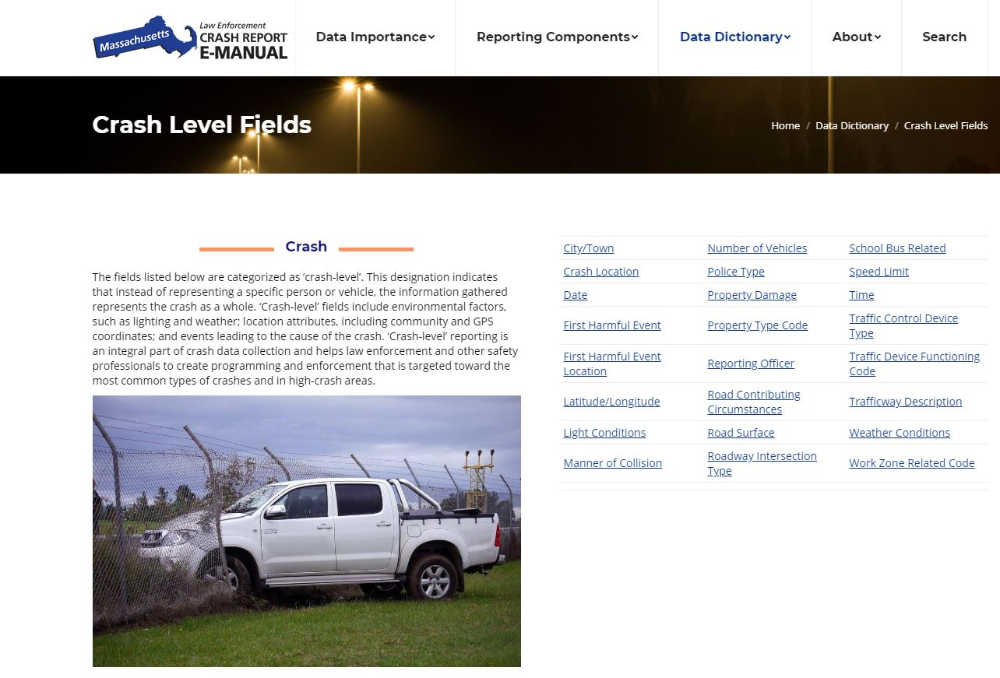 Massachusetts
Law Enforcement
CRASH REPORT
E-MANUAL
Data Importance
Reporting Components
Data Dictionary
About
Search
Crash Level Fields
Home / Data Dictionary / Crash Level Fields
Crash
The fields listed below are categorized as ‘crash-level’. This designation indicates
that instead of representing a specific person or vehicle, the information gathered
represents the crash as a whole. ‘Crash-level’ fields include environmental factors,
such as lighting and weather; location attributes, including community and GPS
coordinates; and events leading to the cause of the crash. ‘Crash-level’ reporting is
an integral part of crash data collection and helps law enforcement and other safety
professionals to create programming and enforcement that is targeted toward the
most common types of crashes and in high-crash areas.
City/Town
Number of Vehicles
School Bus Related
Crash Location
Police Type
Speed Limit
Date
Property Damage
Time
First Harmful Event
Property Type Code
Traffic Control Device
Type
First Harmful Event
Location
Reporting Officer
Traffic Device Functioning
Code
Latitude/Longitude
Road Contributing
Circumstances
Trafficway Description
Light Conditions
Road Surface
Weather Conditions
Manner of Collision
Roadway Intersection
Type
Work Zone Related Code